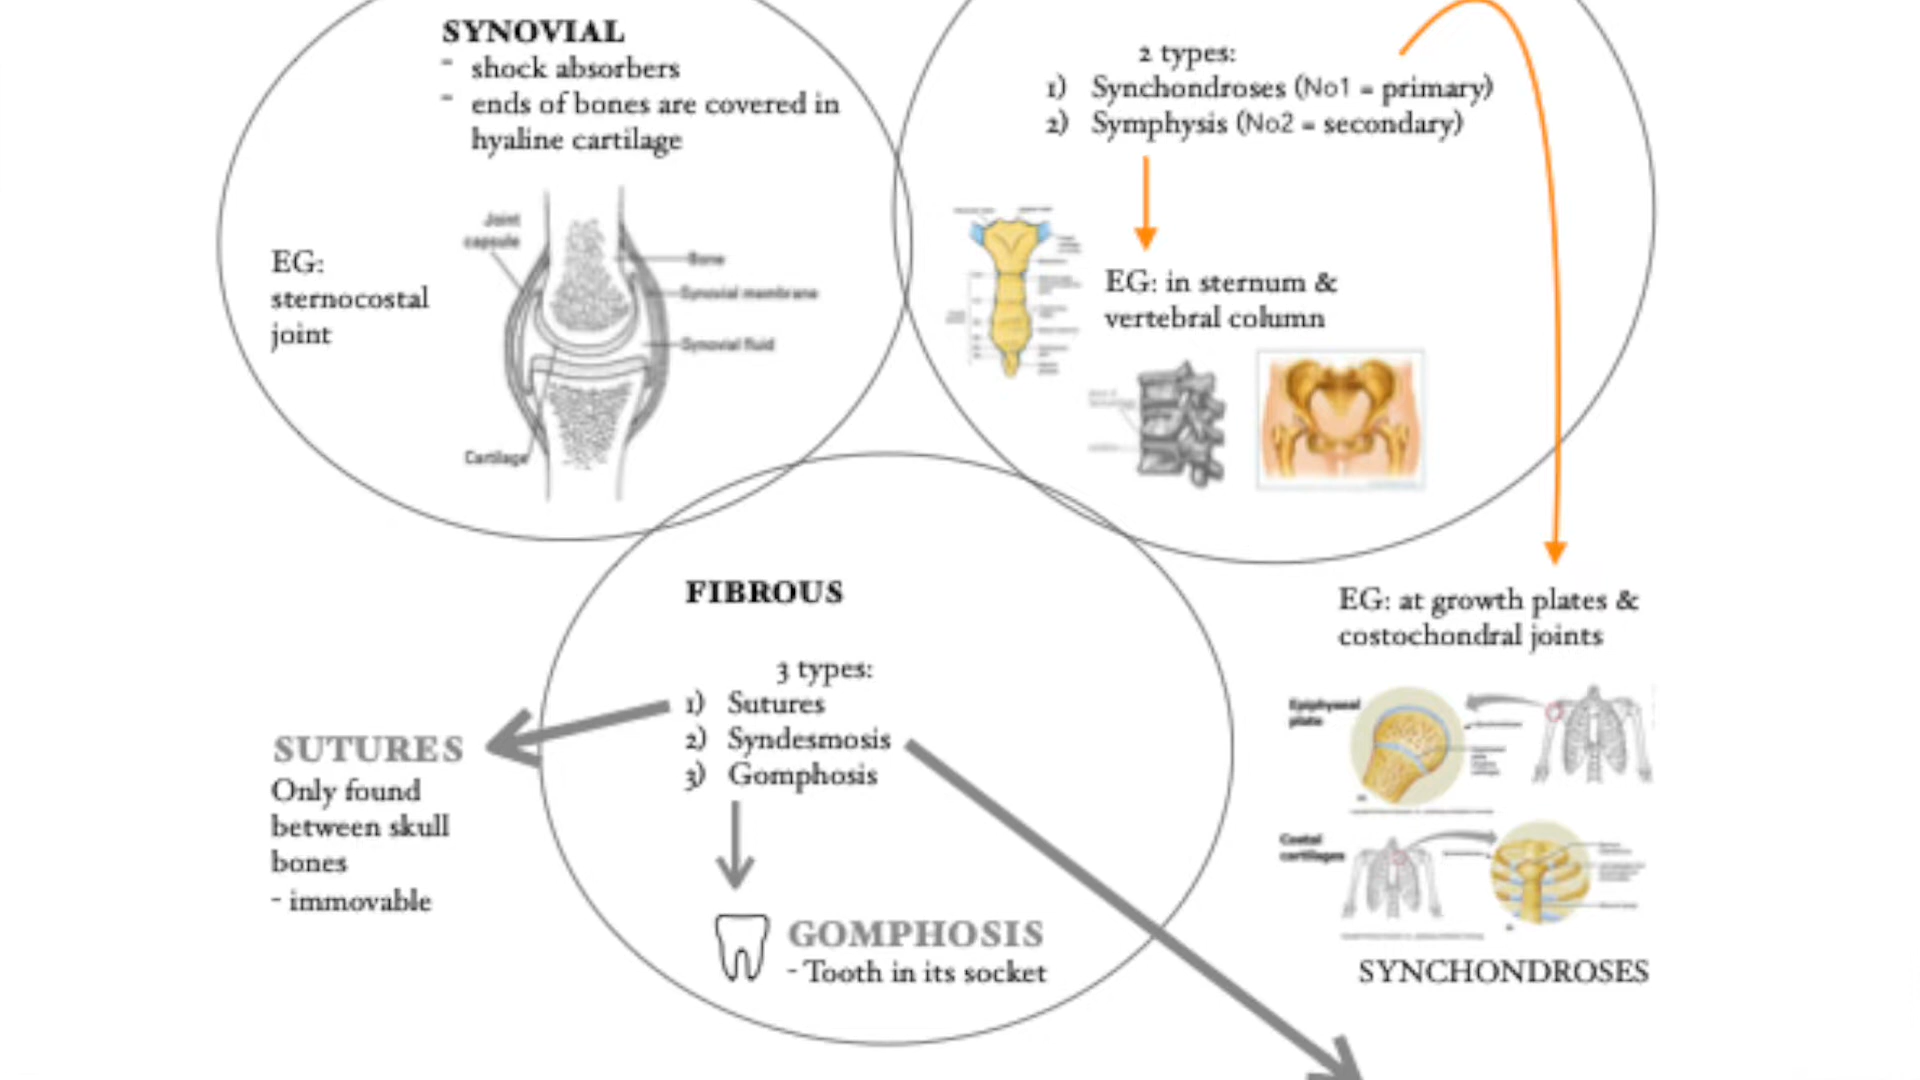 SYNOVIAL
- shock absorbers
- ends of bones are covered in
hyaline cartilage
Joint
capsule
Bone
Synovial membrane
Synovial fluid
Cartilage
EG:
sternocostal
joint
2 types:
1) Synchondroses (No1 = primary)
2) Symphysis (No2 = secondary)
EG: in sternum &
vertebral column
EG: at growth plates &
costochondral joints
Epiphyseal
plate
Costal
cartilages
SYNCHONDROSES
FIBROUS
3 types:
1) Sutures
2) Syndesmosis
3) Gomphosis
SUTURES
Only found
between skull
bones
- immovable
GOMPHOSIS
- Tooth in its socket